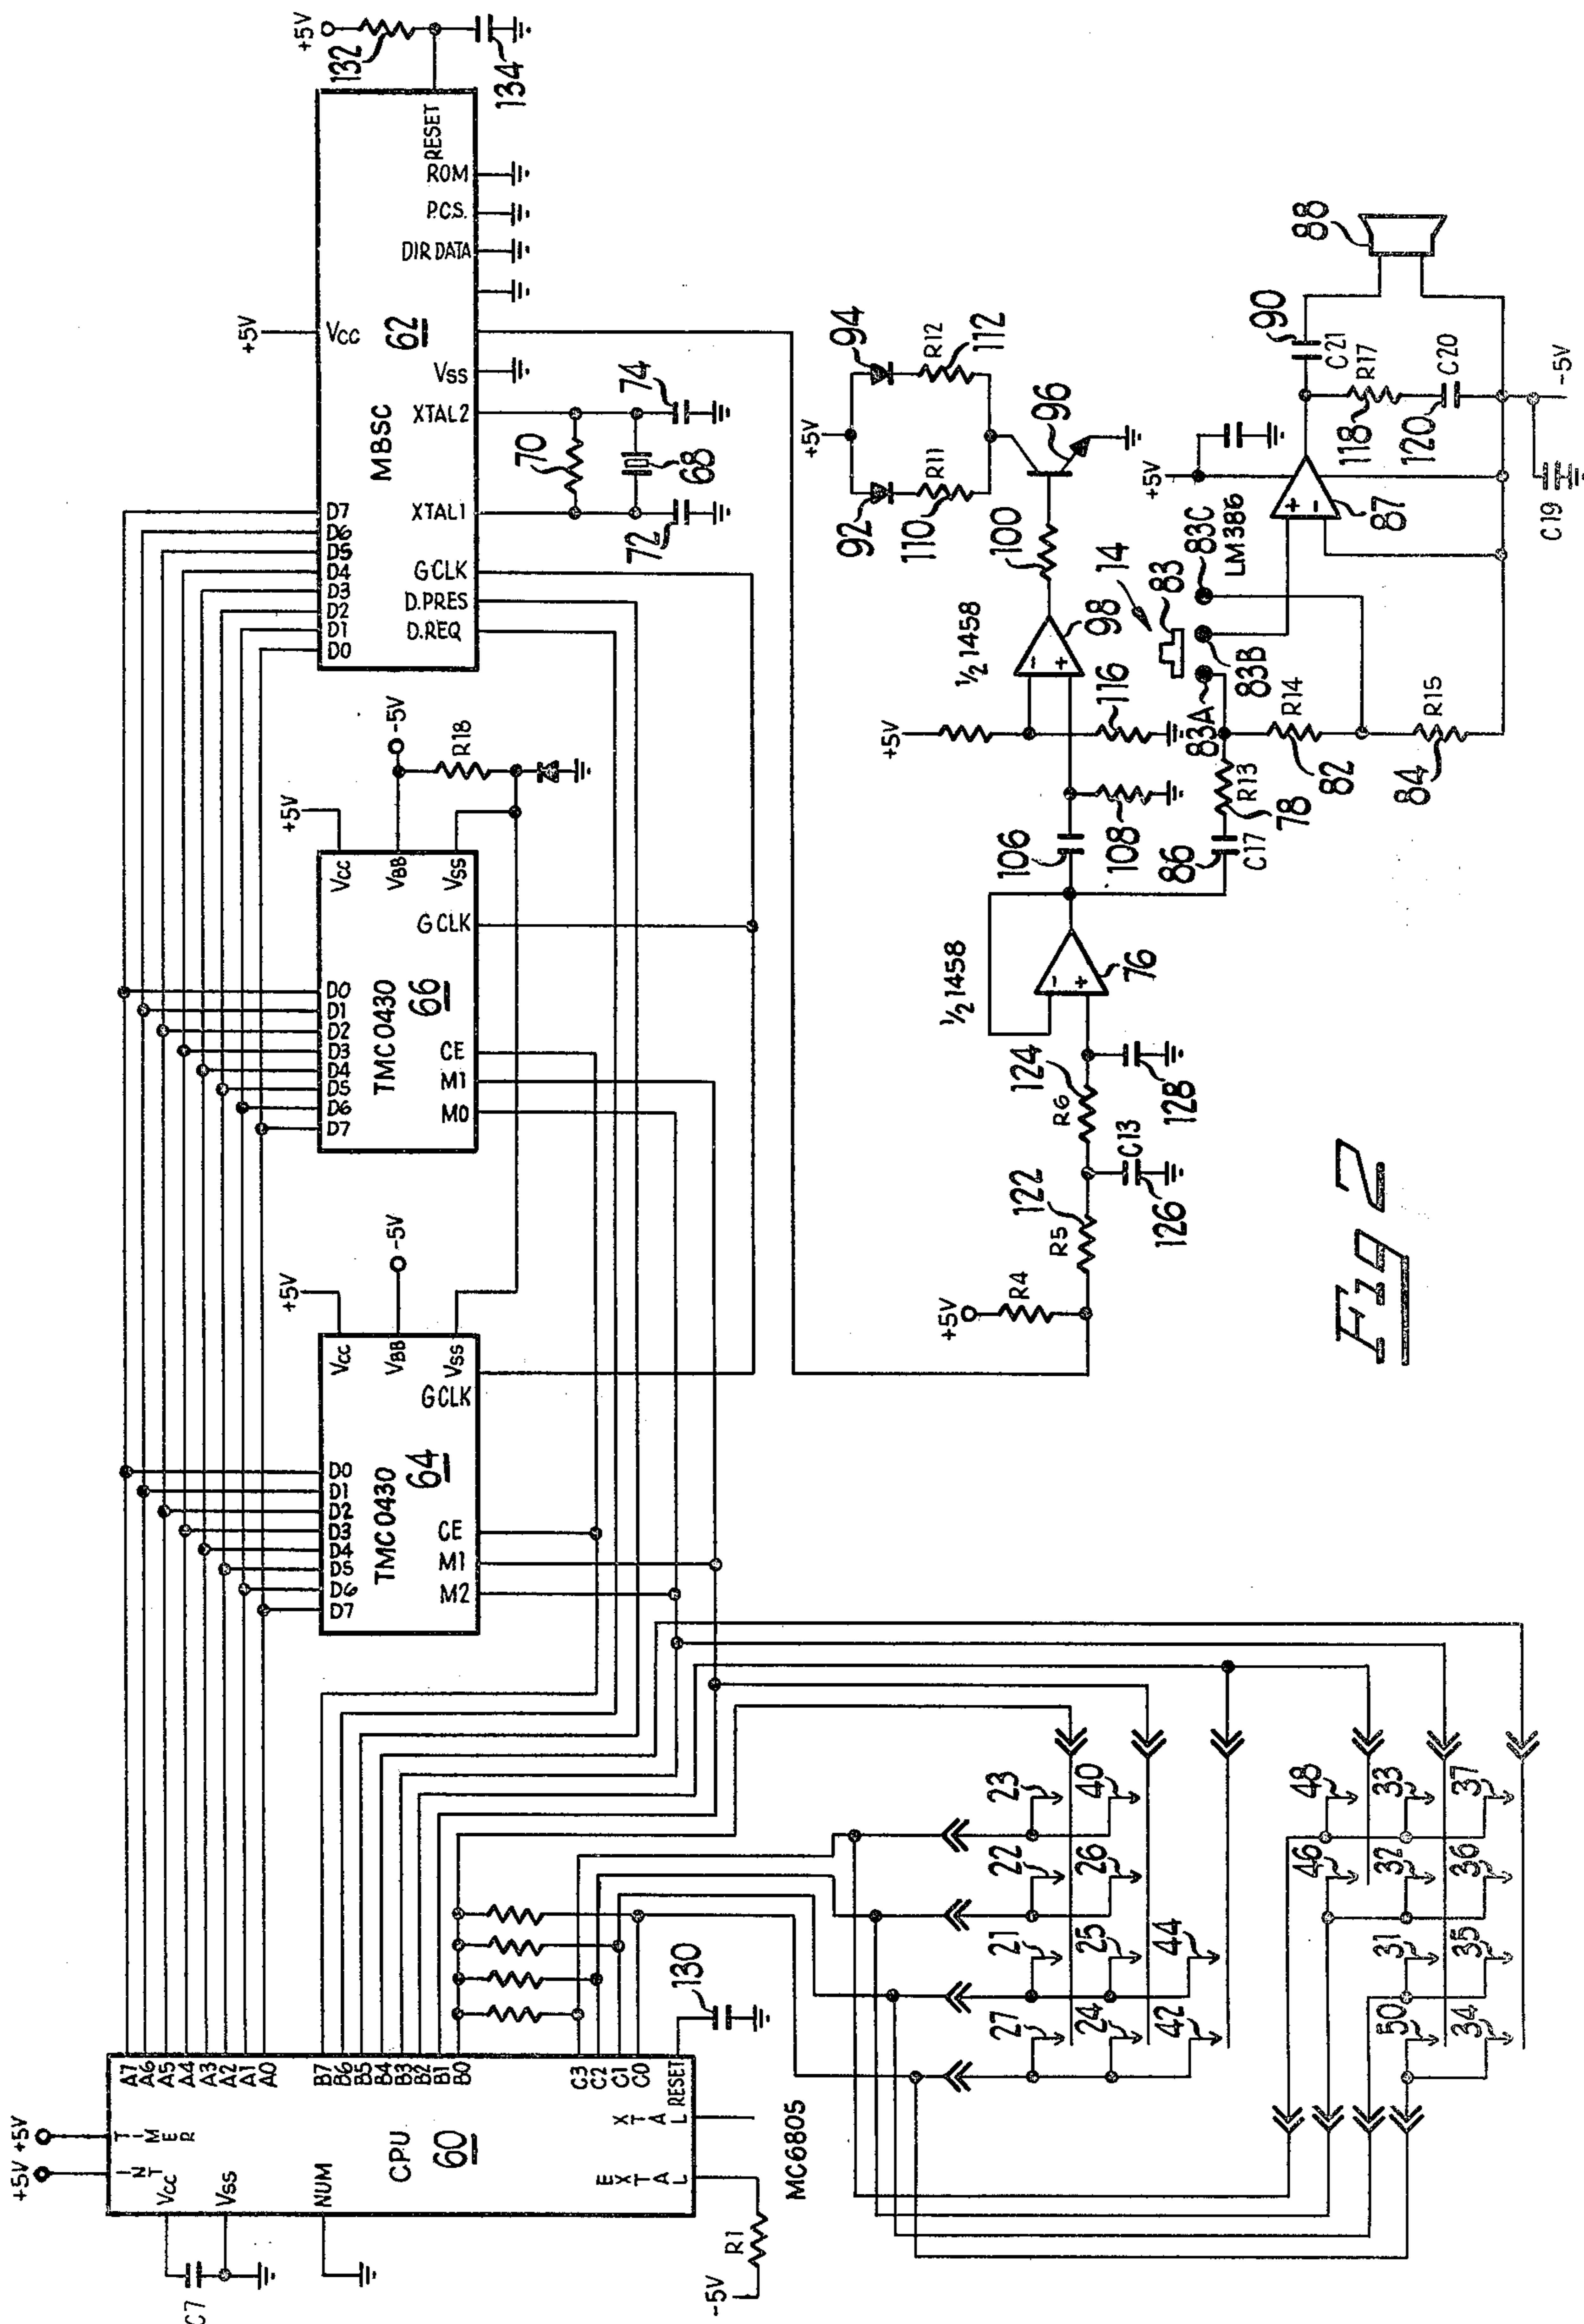 +5V
+5V
TIMER
INT
Vcc
Vss
NUM
CPU
60
EXTAL
XTAL
RESET
A7
A6
A5
A4
A3
A2
A1
A0
B7
B6
B5
B4
B3
B2
B1
B0
C3
C2
C1
C0
C7
R1
-5V
MC6805
130
+5V
-5V
Vcc
VBB
Vss
GCLK
TMC0430
64
D0
D1
D2
D3
D4
D5
D6
D7
CE
M1
M2
+5V
-5V
R18
Vcc
VBB
Vss
GCLK
TMC0430
66
D0
D1
D2
D3
D4
D5
D6
D7
CE
M1
M0
+5V
Vcc
62
MBSC
Vss
XTAL2
XTAL1
GCLK
D.PRES
D.REQ
D7
D6
D5
D4
D3
D2
D1
D0
DIR DATA
P.C.S.
ROM
RESET
+5V
132
134
70
68
72
74
+5V
92
94
R11
R12
110
112
96
100
98
½ 1458
-
+
+5V
116
108
106
½ 1458
-
+
76
124
R6
128
122
R5
C13
126
+5V
R4
14
83
83A
83B
83C
LM386
+5V
+
-
87
86
C17
R13
78
R14
82
R15
84
90
C21
88
R17
118
C20
120
C19
-5V
23
40
22
26
21
25
44
27
24
42
48
33
37
46
32
36
31
35
50
34
Fig 2